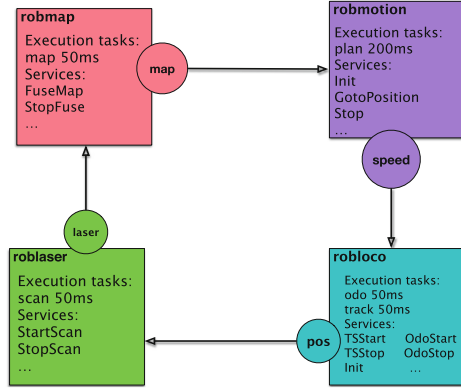 robmap
Execution tasks:
map 50ms
Services:
FuseMap
StopFuse
...
map
robmotion
Execution tasks:
plan 200ms
Services:
Init
GotoPosition
Stop
...
speed
laser
roblaser
Execution tasks:
scan 50ms
Services:
StartScan
StopScan
...
pos
robloco
Execution tasks:
odo 50ms
track 50ms
Services:
TSStart OdoStart
TSStop OdoStop
Init ...